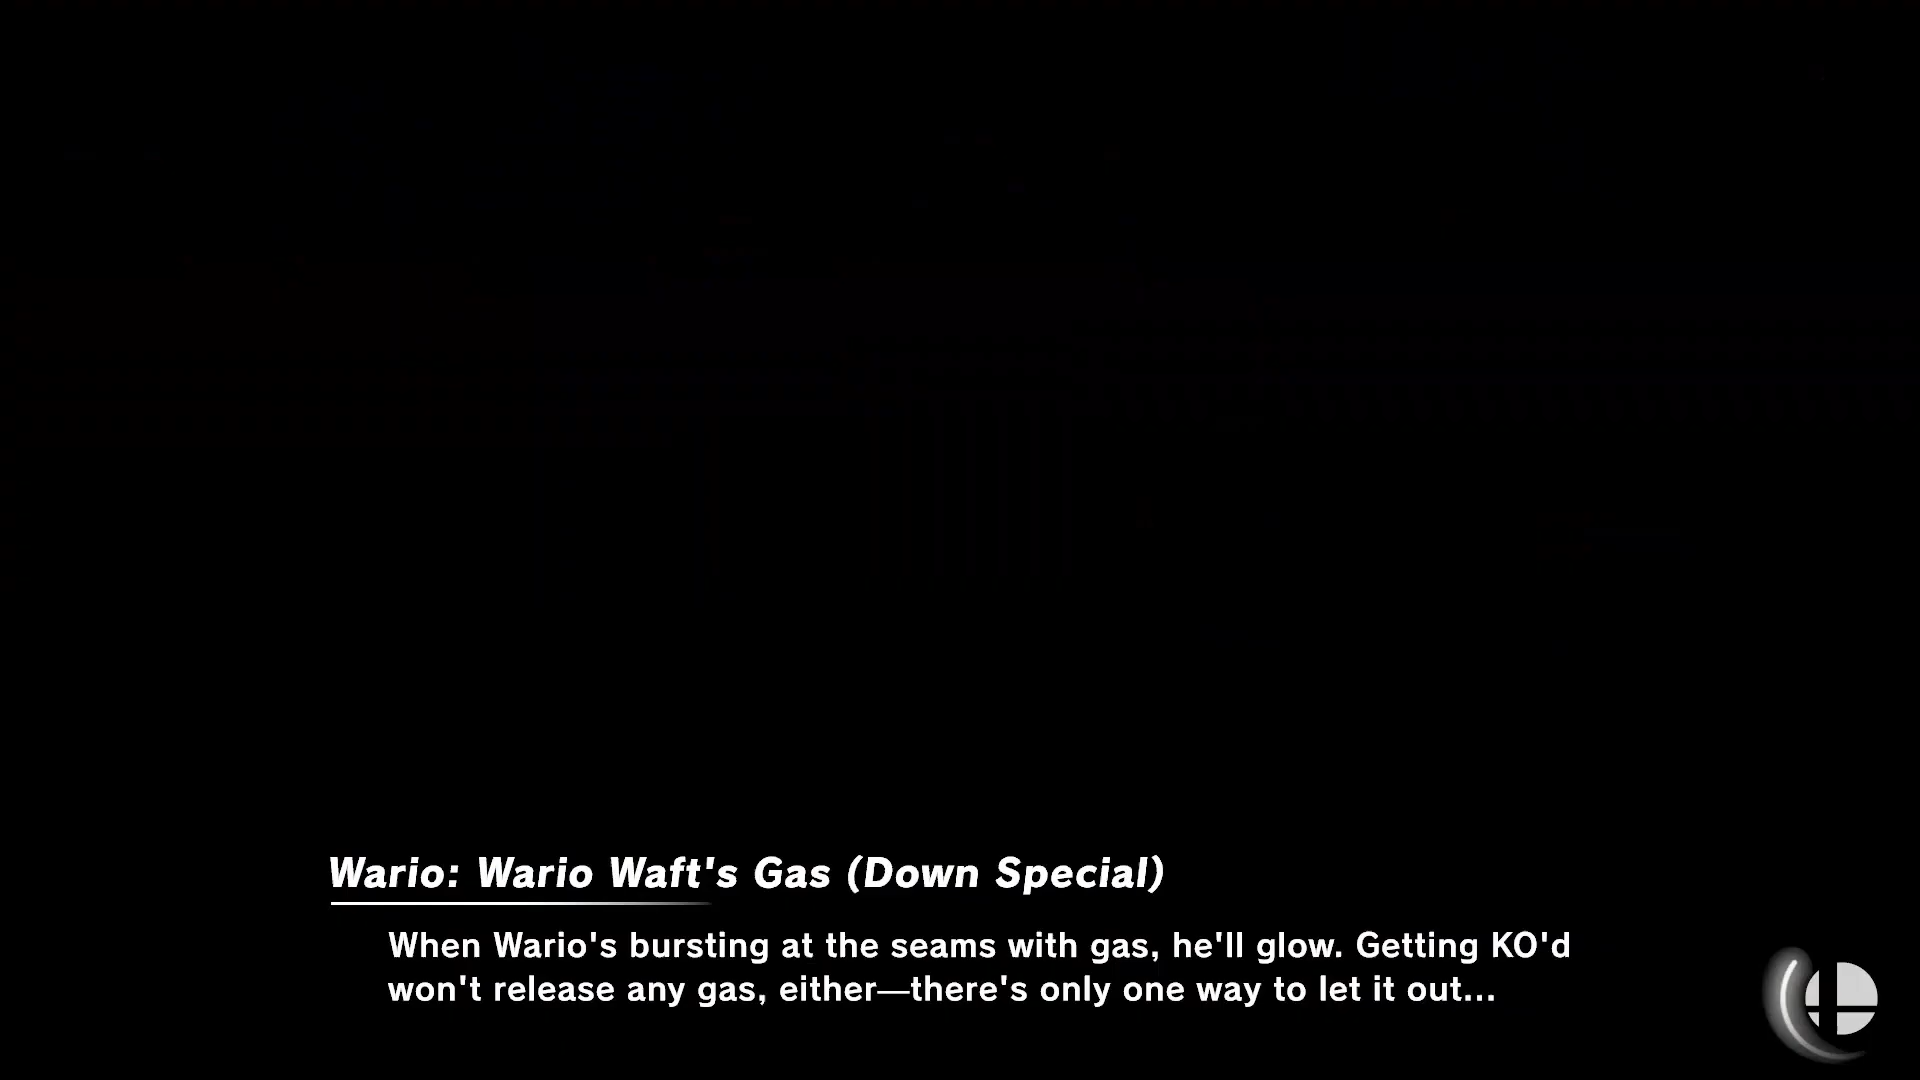 Wario: Wario Waft's Gas (Down Special)
When Wario's bursting at the seams with gas, he'll glow. Getting KO'd
won't release any gas, either—there's only one way to let it out...